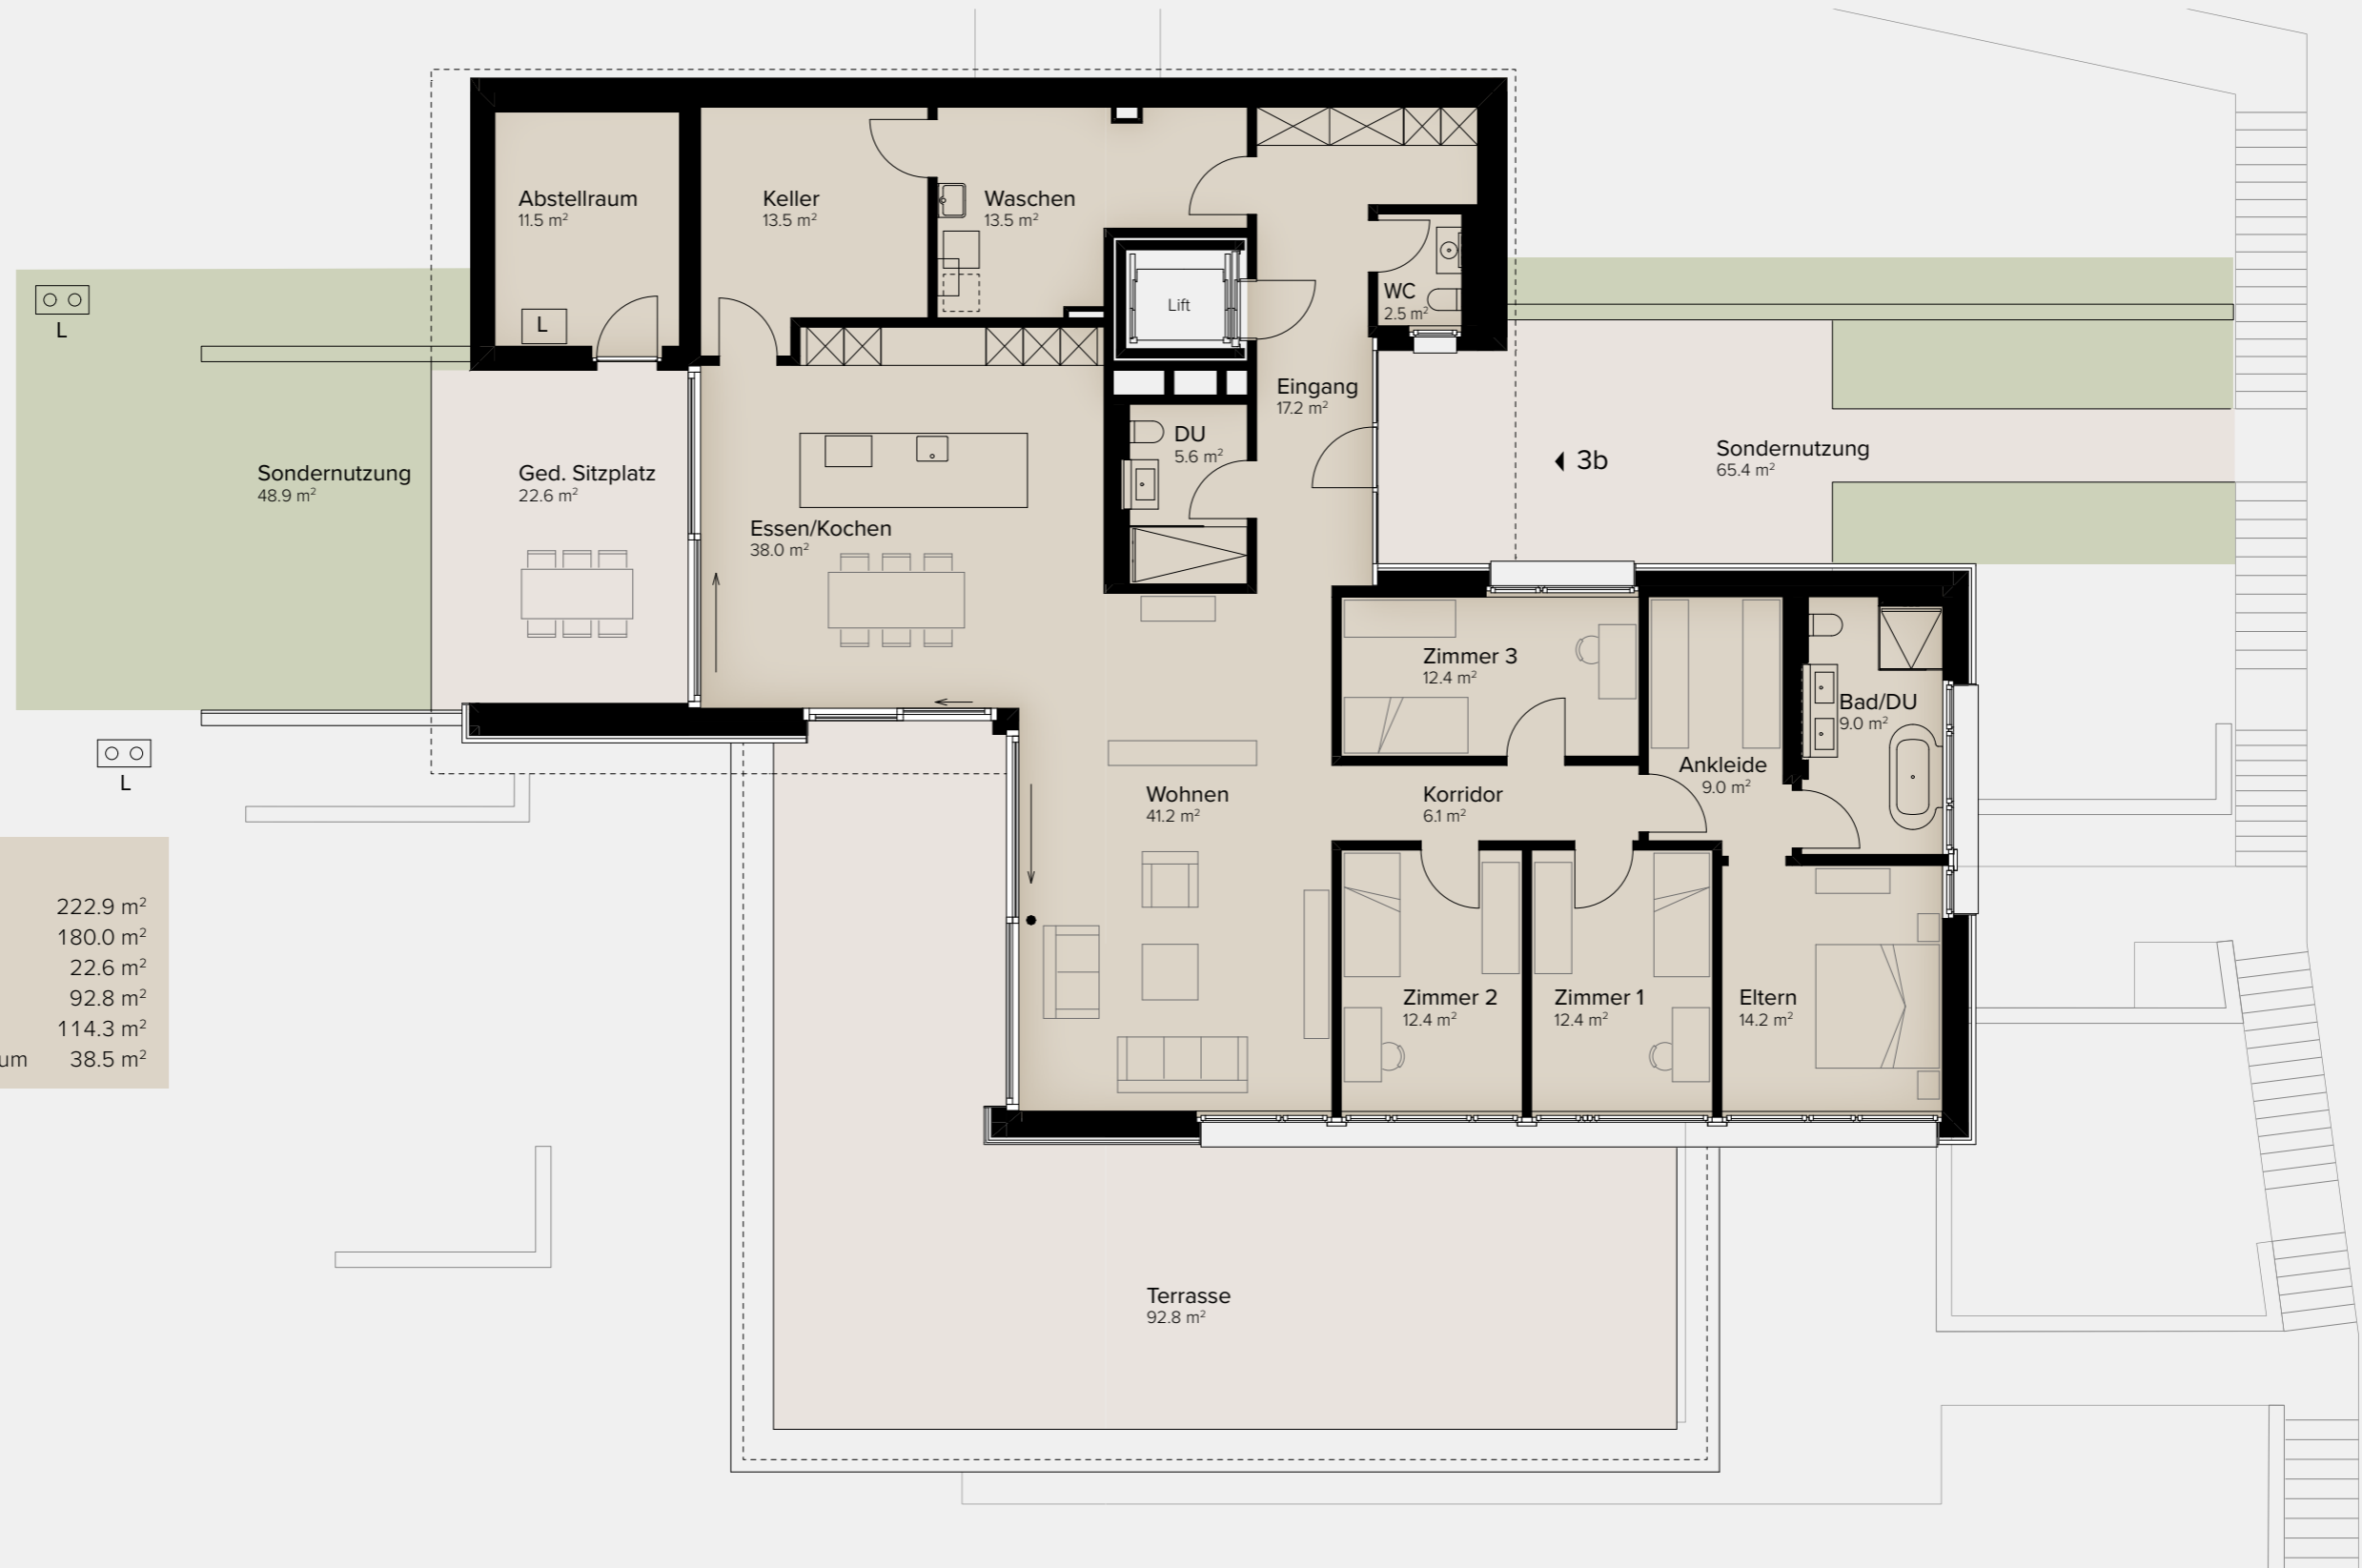 Abstellraum
11.5 m²
Keller
13.5 m²
Waschen
13.5 m²
Lift
WC
2.5 m²
L
L
Eingang
17.2 m²
DU
5.6 m²
Sondernutzung
65.4 m²
3b
Sondernutzung
48.9 m²
Ged. Sitzplatz
22.6 m²
Essen/Kochen
38.0 m²
Zimmer 3
12.4 m²
Bad/DU
9.0 m²
Ankleide
9.0 m²
L
Wohnen
41.2 m²
Korridor
6.1 m²
222.9 m²
180.0 m²
22.6 m²
92.8 m²
114.3 m²
um 38.5 m²
Zimmer 2
12.4 m²
Zimmer 1
12.4 m²
Eltern
14.2 m²
Terrasse
92.8 m²